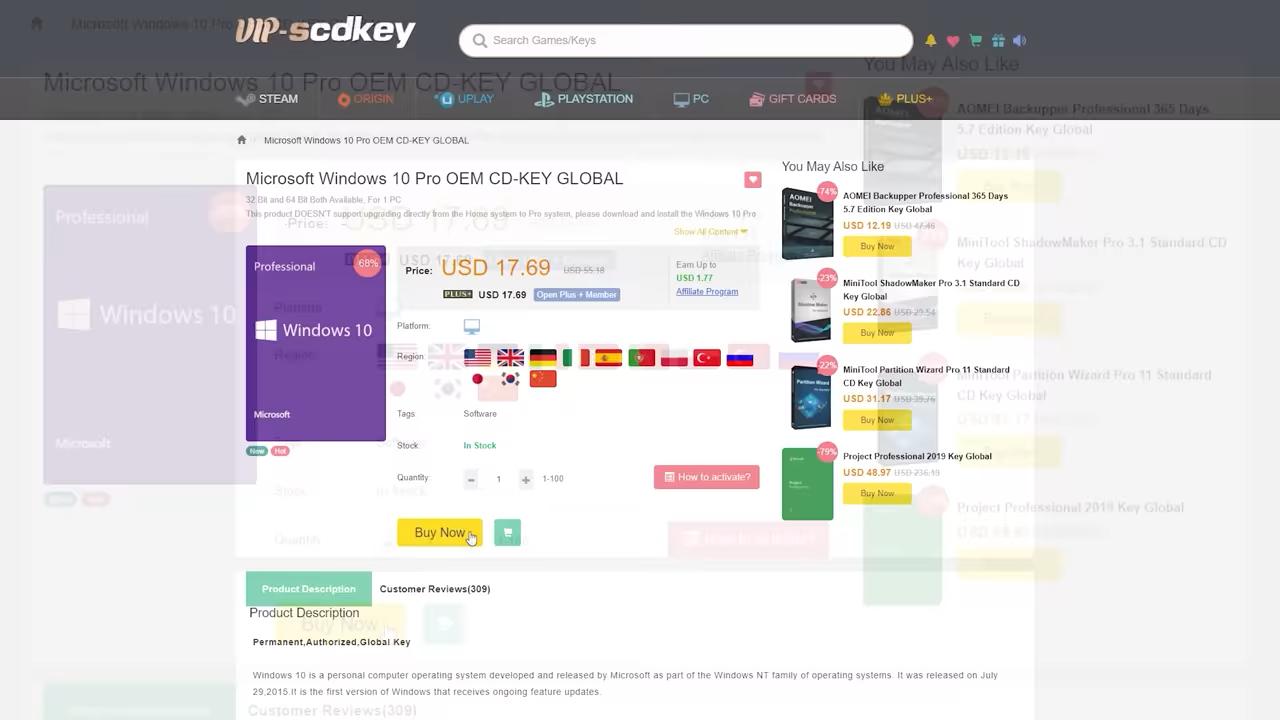 VIP-scdkey
Search Games/Keys
STEAM
ORIGIN
UPLAY
PLAYSTATION
PC
GIFT CARDS
PLUS+
Microsoft Windows 10 Pro OEM CD-KEY GLOBAL
Microsoft Windows 10 Pro OEM CD-KEY GLOBAL
32 Bit and 64 Bit Both Available, For 1 PC
This product DOESN'T support upgrading directly from the Home system to Pro system, please download and install the Windows 10 Pro
Show All Content
Professional
68%
Windows 10
Microsoft
New Hot
Price: USD 17.69 USD 55.18
PLUS+ USD 17.69 Open Plus + Member
Earn Up to
USD 1.77
Affiliate Program
Platform:
Region:
Tags Software
Stock: In Stock
Quantity: - 1 + 1-100
How to activate?
Buy Now
You May Also Like
-74%
AOMEI Backupper Professional 365 Days
5.7 Edition Key Global
USD 12.19 USD 47.46
Buy Now
-23%
MiniTool ShadowMaker Pro 3.1 Standard CD
Key Global
USD 22.86 USD 29.54
Buy Now
-22%
MiniTool Partition Wizard Pro 11 Standard
CD Key Global
USD 31.17 USD 39.76
Buy Now
-79%
Project Professional 2019 Key Global
USD 48.97 USD 236.19
Buy Now
Product Description
Customer Reviews(309)
Product Description
Permanent,Authorized,Global Key
Windows 10 is a personal computer operating system developed and released by Microsoft as part of the Windows NT family of operating systems. It was released on July
29,2015.It is the first version of Windows that receives ongoing feature updates.
Customer Reviews(309)